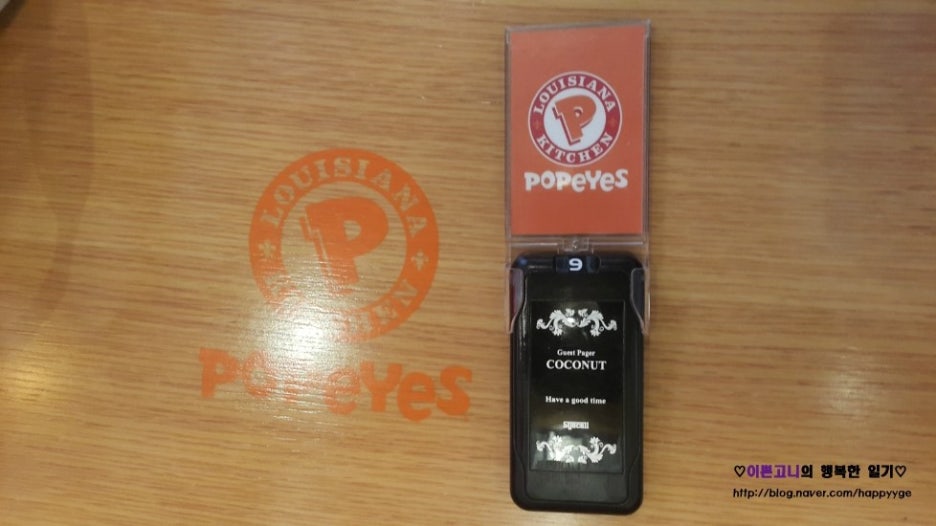 LOUISIANA
P
KITCHEN
POPEYES
LOUISIANA
P
POPEYES
9
Guest Pager
COCONUT
Have a good time
♡이쁜고니의 행복한 일기♡
http://blog.naver.com/happyyge